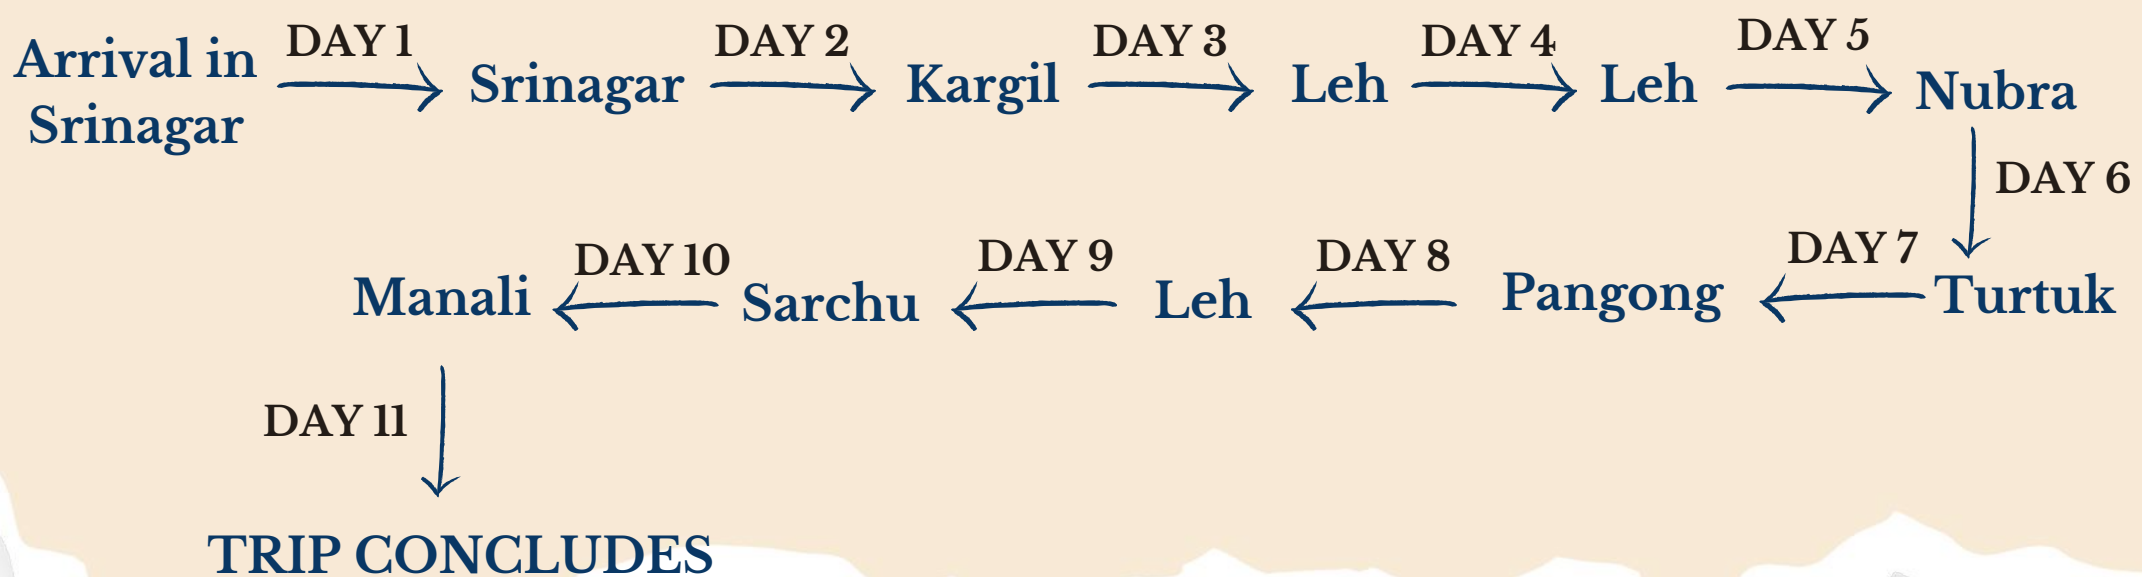 Arrival in
Srinagar
DAY 1
Srinagar
DAY 2
Kargil
DAY 3
Leh
DAY 4
Leh
DAY 5
Nubra
DAY 6
Turtuk
DAY 7
Pangong
DAY 8
Leh
DAY 9
Sarchu
DAY 10
Manali
DAY 11
TRIP CONCLUDES